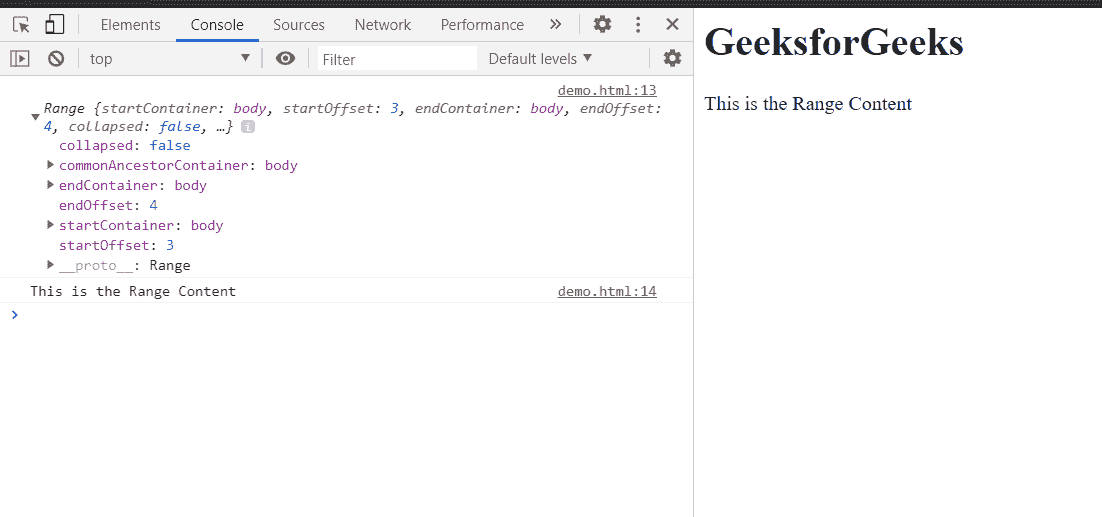 Elements Console Sources Network Performance »
top ▼ Filter Default levels ▼
demo.html:13
Range {startContainer: body, startOffset: 3, endContainer: body, endOffset:
4, collapsed: false, …} i
collapsed: false
commonAncestorContainer: body
endContainer: body
endOffset: 4
startContainer: body
startOffset: 3
__proto__: Range
This is the Range Content demo.html:14
GeeksforGeeks
This is the Range Content